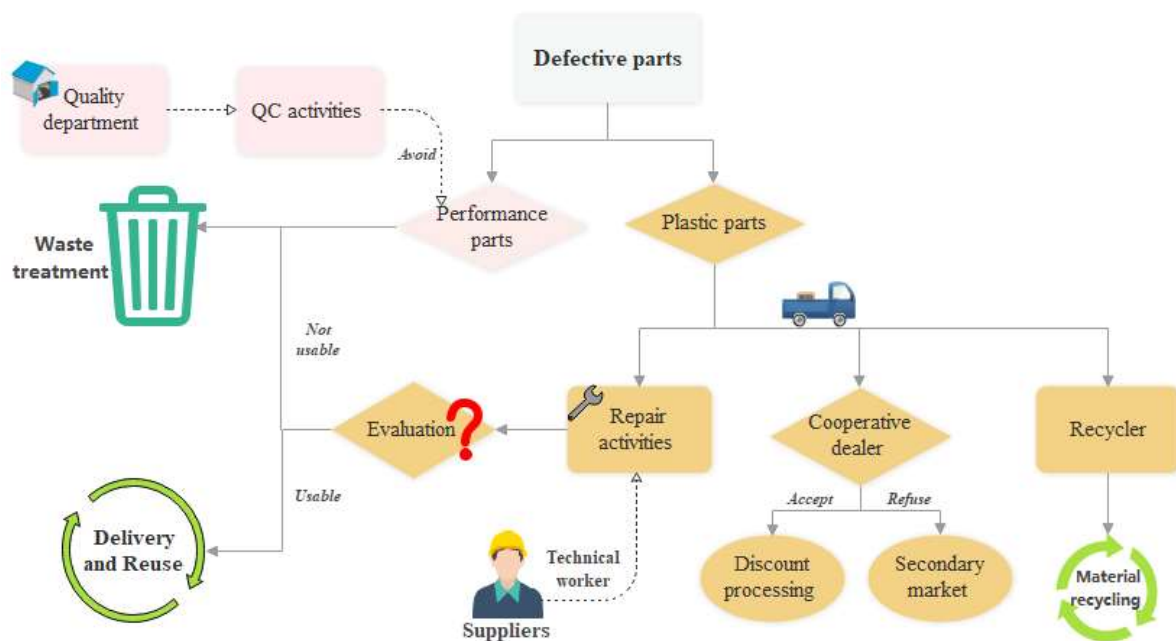 Defective parts
Quality
department
QC activities
Avoid
Performance
parts
Plastic parts
Waste
treatment
Not
usable
Evaluation
Repair
activities
Cooperative
dealer
Recycler
Usable
Accept
Refuse
Delivery
and Reuse
Technical
worker
Suppliers
Discount
processing
Secondary
market
Material
recycling